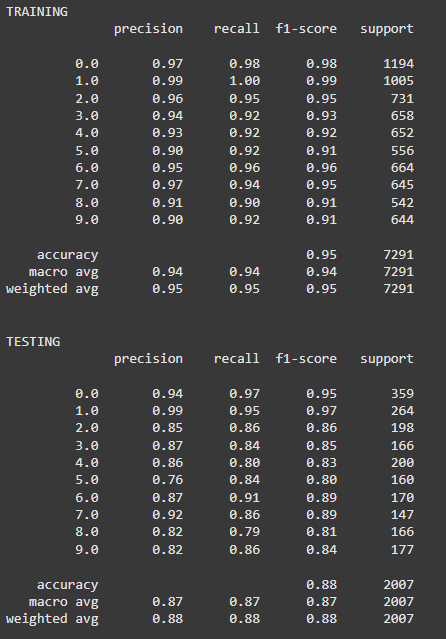 TRAINING
precision recall f1-score support
0.0 0.97 0.98 0.98 1194
1.0 0.99 1.00 0.99 1005
2.0 0.96 0.95 0.95 731
3.0 0.94 0.92 0.93 658
4.0 0.93 0.92 0.92 652
5.0 0.90 0.92 0.91 556
6.0 0.95 0.96 0.96 664
7.0 0.97 0.94 0.95 645
8.0 0.91 0.90 0.91 542
9.0 0.90 0.92 0.91 644
accuracy 0.95 7291
macro avg 0.94 0.94 0.94 7291
weighted avg 0.95 0.95 0.95 7291
TESTING
precision recall f1-score support
0.0 0.94 0.97 0.95 359
1.0 0.99 0.95 0.97 264
2.0 0.85 0.86 0.86 198
3.0 0.87 0.84 0.85 166
4.0 0.86 0.80 0.83 200
5.0 0.76 0.84 0.80 160
6.0 0.87 0.91 0.89 170
7.0 0.92 0.86 0.89 147
8.0 0.82 0.79 0.81 166
9.0 0.82 0.86 0.84 177
accuracy 0.88 2007
macro avg 0.87 0.87 0.87 2007
weighted avg 0.88 0.88 0.88 2007